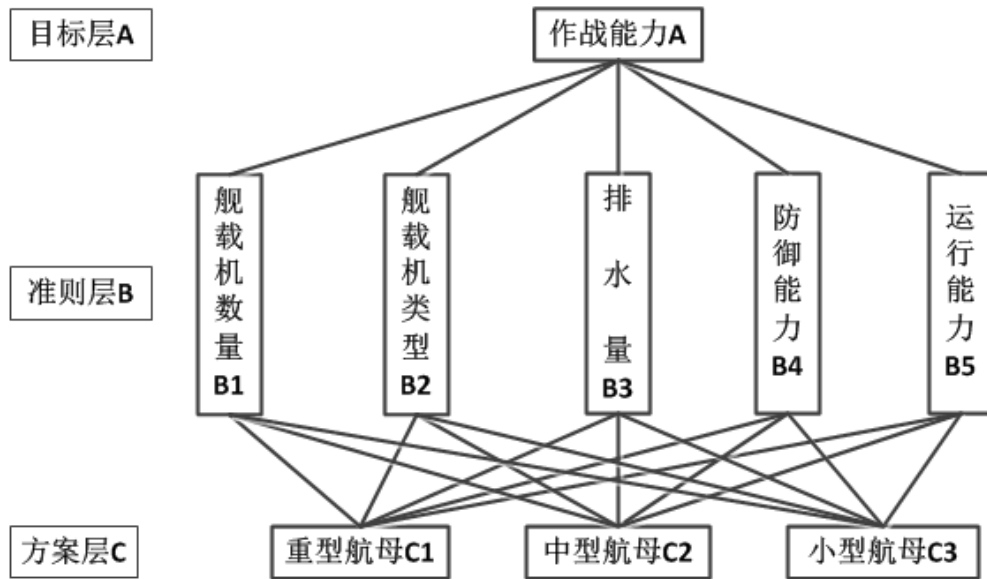 目标层A
作战能力A
准则层B
舰载机数量B1
舰载机类型B2
排水量B3
防御能力B4
运行能力B5
方案层C
重型航母C1
中型航母C2
小型航母C3